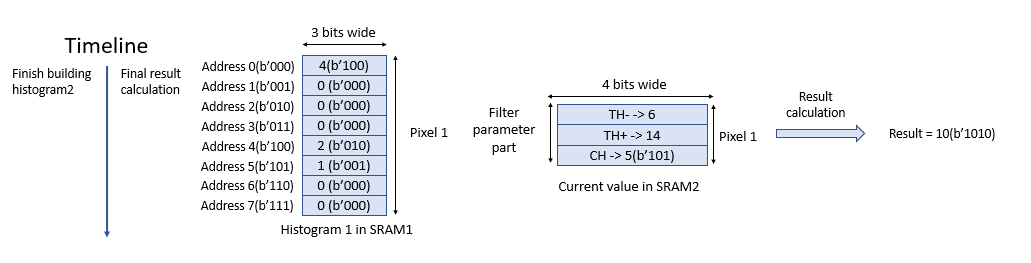 Timeline
Finish building
histogram2
Final result
calculation
3 bits wide
Address 0(b’000) 4(b’100)
Address 1(b’001) 0 (b’000)
Address 2(b’010) 0 (b’000)
Address 3(b’011) 0 (b’000)
Address 4(b’100) 2 (b’010)
Address 5(b’101) 1 (b’001)
Address 6(b’110) 0 (b’000)
Address 7(b’111) 0 (b’000)
Pixel 1
Histogram 1 in SRAM1
Filter
parameter
part
4 bits wide
TH- -> 6
TH+ -> 14
CH -> 5(b’101)
Pixel 1
Current value in SRAM2
Result
calculation
Result = 10(b’1010)